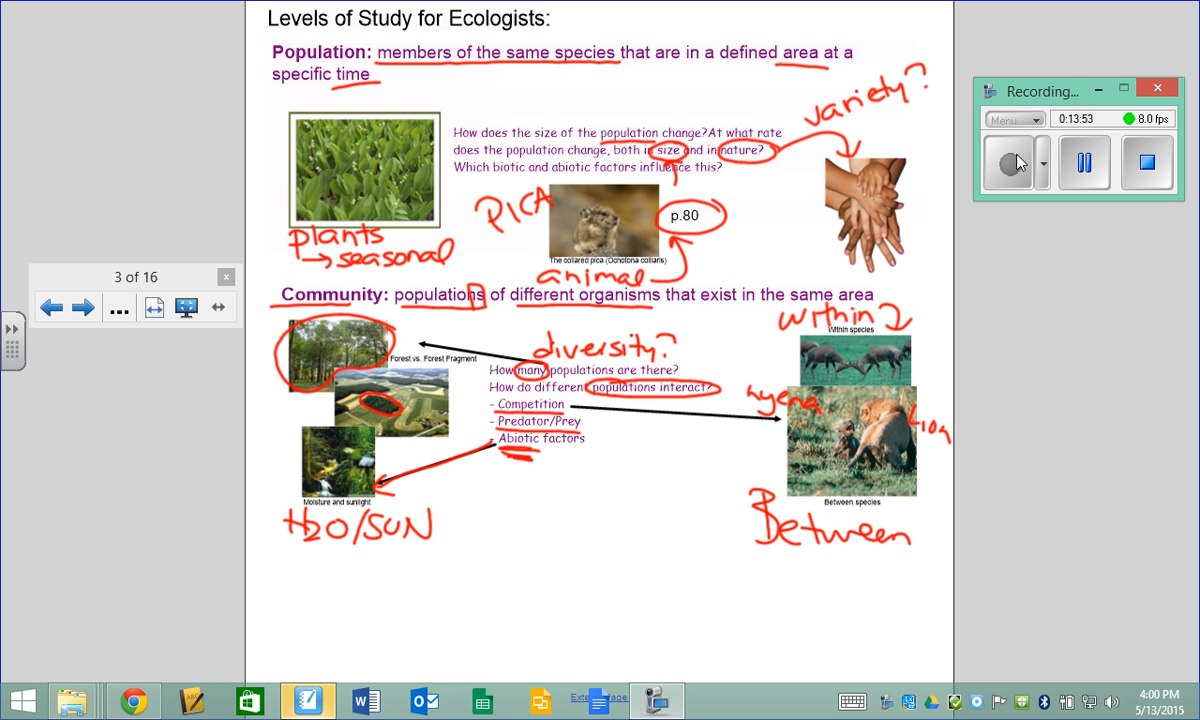 Levels of Study for Ecologists:
Population: members of the same species that are in a defined area at a
specific time
variety?
How does the size of the population change?At what rate
does the population change, both in size and in nature?
Which biotic and abiotic factors influence this?
PICA
p.80
plants
→seasonal
The collared pica (Ochotona collaris)
animal
Community: populations of different organisms that exist in the same area
within 2
Within species
diversity?
Forest vs. Forest Fragment
How many populations are there?
How do different populations interact?
- Competition
- Predator/Prey
- Abiotic factors
hyena
Lion
Moisture and sunlight
H2O/SUN
Between species
Between
3 of 16
x
...
Recording...
Menu
0:13:53
8.0 fps
ABC
Extend Page
4:00 PM
5/13/2015